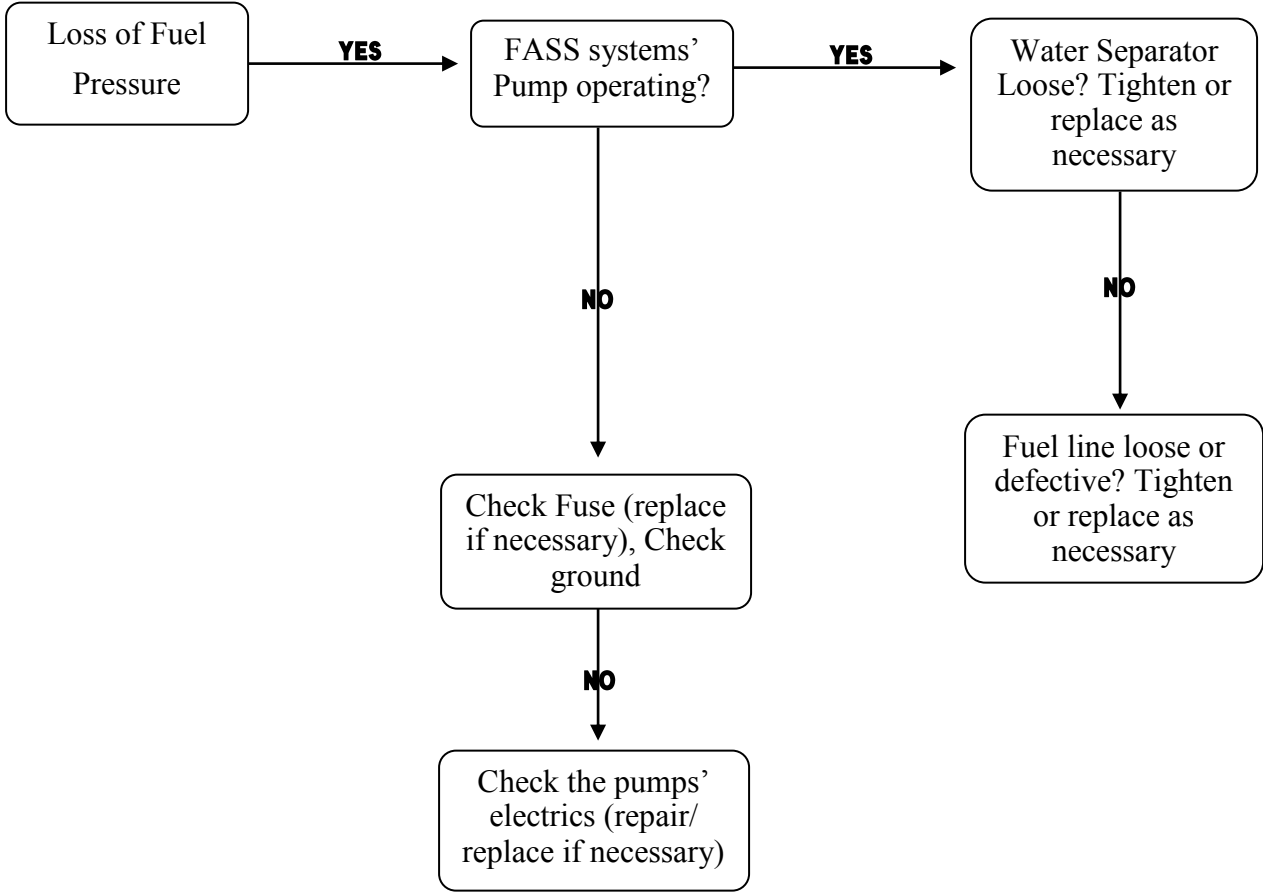 Loss of Fuel
Pressure
YES
FASS systems’
Pump operating?
YES
Water Separator
Loose? Tighten or
replace as
necessary
NO
NO
Fuel line loose or
defective? Tighten
or replace as
necessary
Check Fuse (replace
if necessary), Check
ground
NO
Check the pumps’
electrics (repair/
replace if necessary)